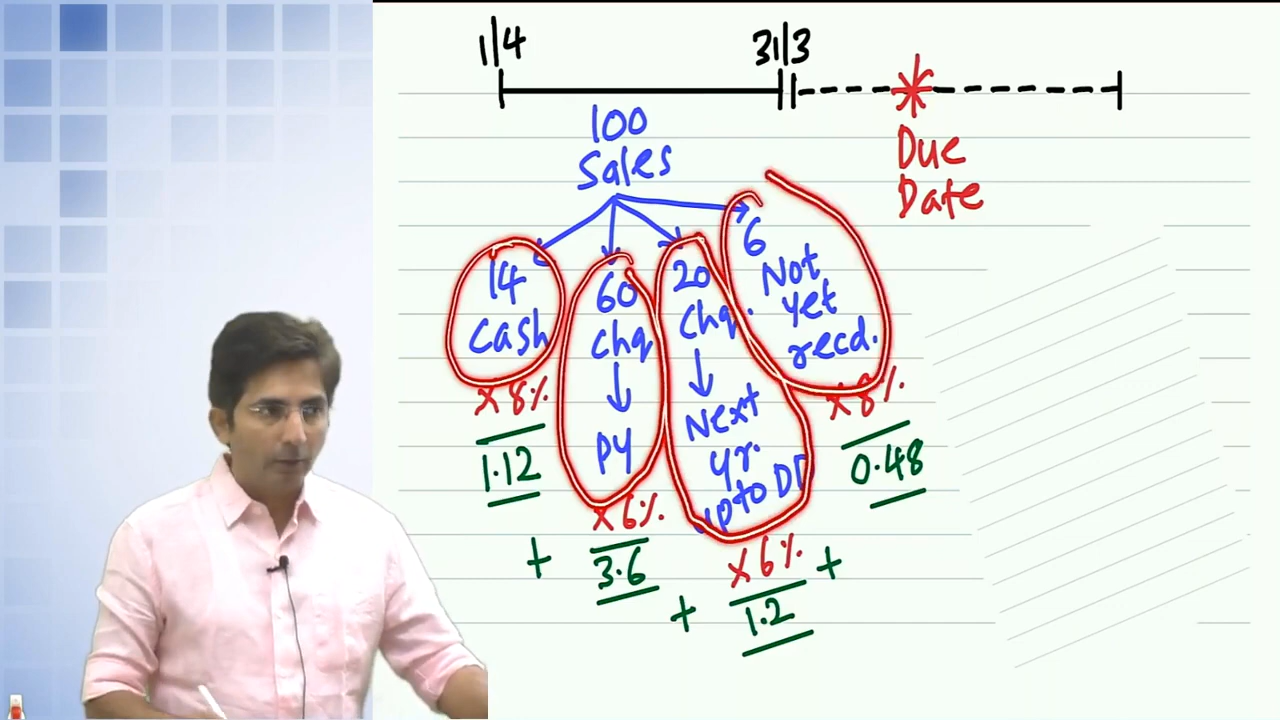 1|4
31|3
100
Sales
Due
Date
14
Cash
60
chq
PY
20
Chq.
Next
yr.
upto DD
6
Not
yet
recd.
x 8%
1.12
+
x 6%
3.6
+
x 6%
1.2
+
x 8%
0.48